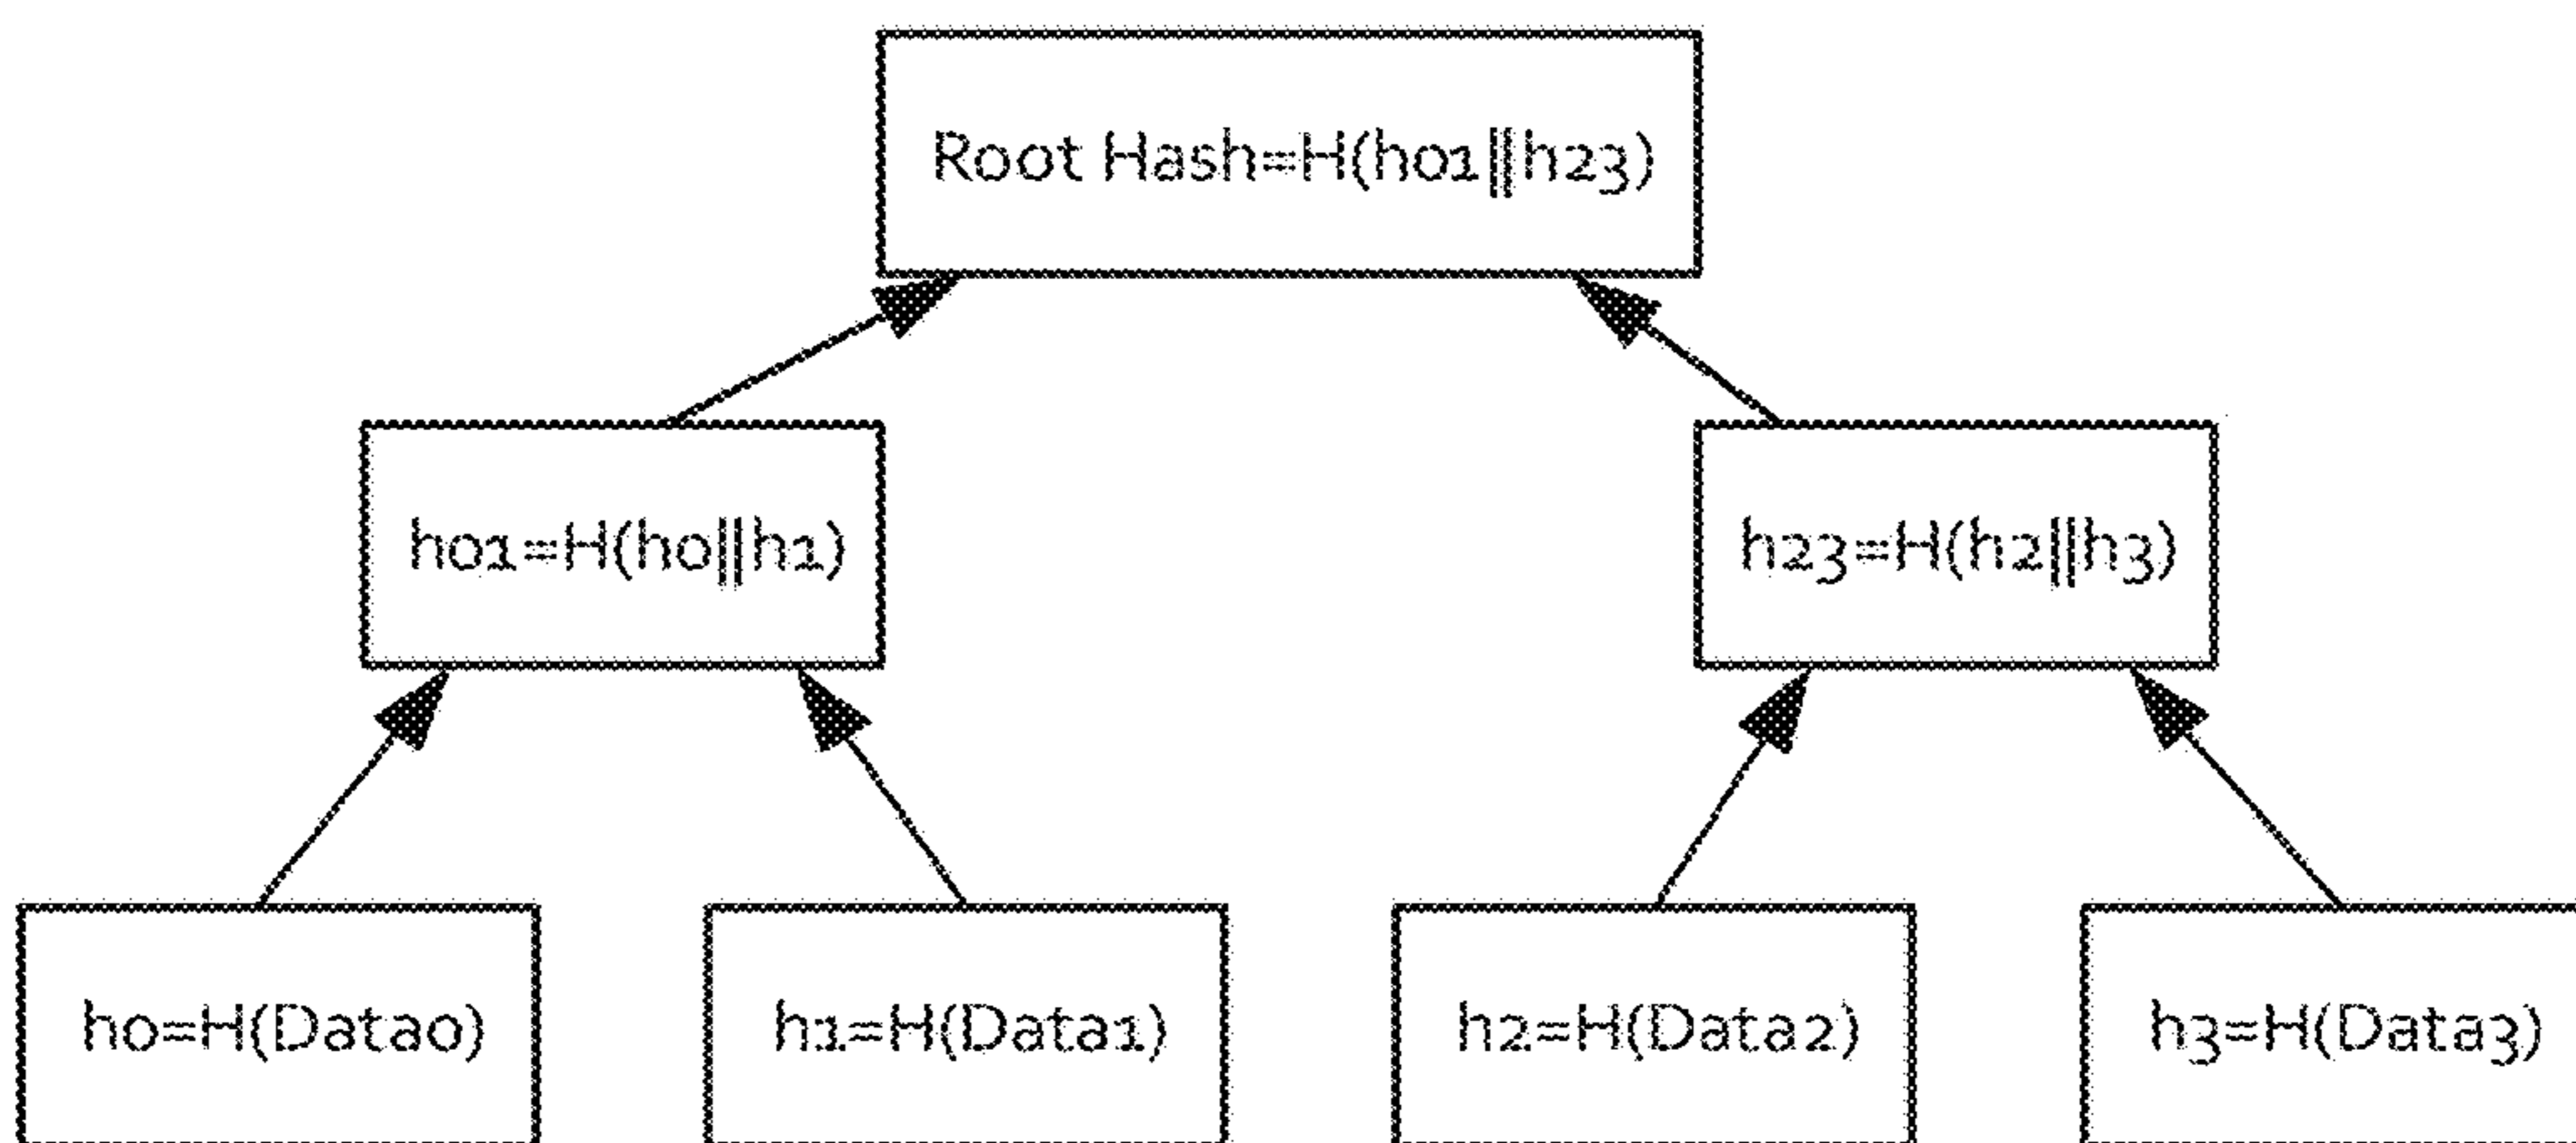 Root Hash=H(h01||h23)
h01=H(h0||h1)
h23=H(h2||h3)
h0=H(Data0)
h1=H(Data1)
h2=H(Data2)
h3=H(Data3)